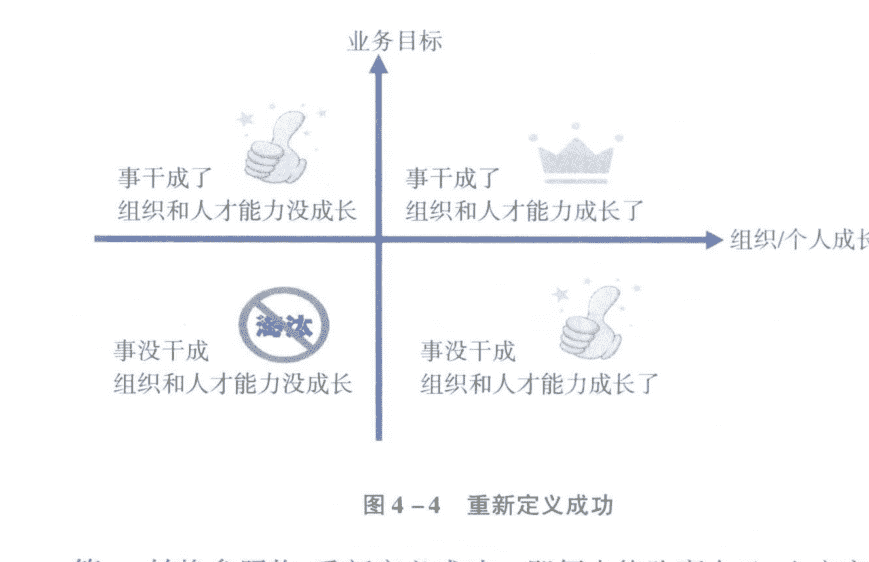 业务目标
事干成了
组织和人才能力没成长
事干成了
组织和人才能力成长了
组织/个人成长
淘汰
事没干成
组织和人才能力没成长
事没干成
组织和人才能力成长了
图4-4 重新定义成功